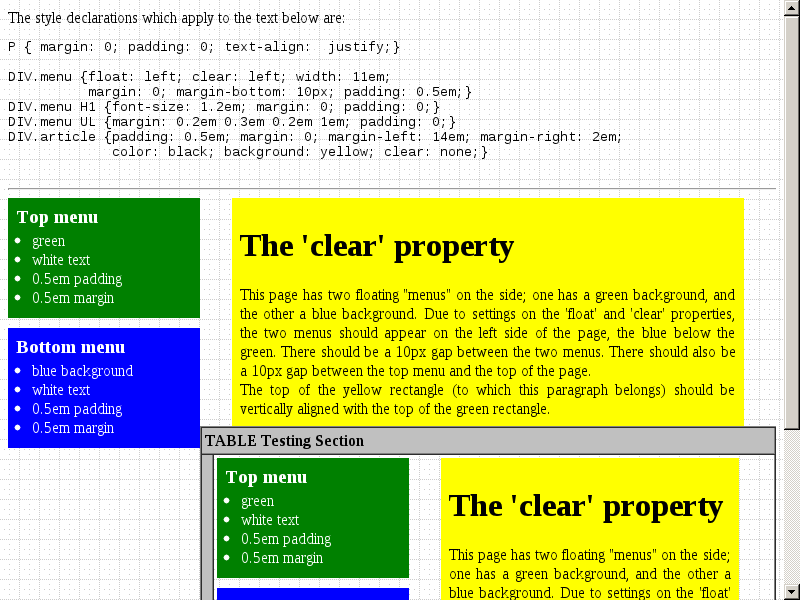 The style declarations which apply to the text below are:
P { margin: 0; padding: 0; text-align:  justify;}
DIV.menu {float: left; clear: left; width: 11em;
          margin: 0; margin-bottom: 10px; padding: 0.5em;}
DIV.menu H1 {font-size: 1.2em; margin: 0; padding: 0;}
DIV.menu UL {margin: 0.2em 0.3em 0.2em 1em; padding: 0;}
DIV.article {padding: 0.5em; margin: 0; margin-left: 14em; margin-right: 2em;
             color: black; background: yellow; clear: none;}
Top menu
green
white text
0.5em padding
0.5em margin
Bottom menu
blue background
white text
0.5em padding
0.5em margin
The 'clear' property
This page has two floating "menus" on the side; one has a green background, and
the other a blue background. Due to settings on the 'float' and 'clear' properties,
the two menus should appear on the left side of the page, the blue below the
green. There should be a 10px gap between the two menus. There should also be
a 10px gap between the top menu and the top of the page.
The top of the yellow rectangle (to which this paragraph belongs) should be
vertically aligned with the top of the green rectangle.
TABLE Testing Section
Top menu
green
white text
0.5em padding
0.5em margin
The 'clear' property
This page has two floating "menus" on the side;
one has a green background, and the other a
blue background. Due to settings on the 'float'